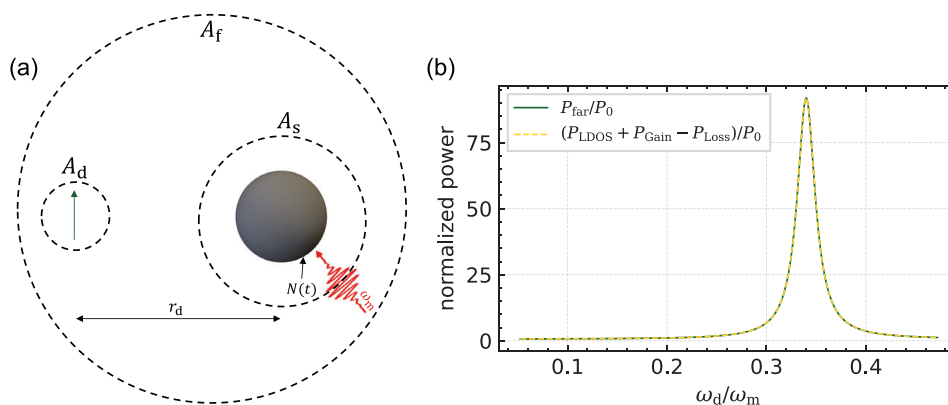 (a)
A_f
A_s
A_d
N(t)
ω_m
r_d
(b)
P_far/P_0
(P_LDOS + P_Gain − P_Loss)/P_0
normalized power
75
50
25
0
0.1 0.2 0.3 0.4
ω_d/ω_m